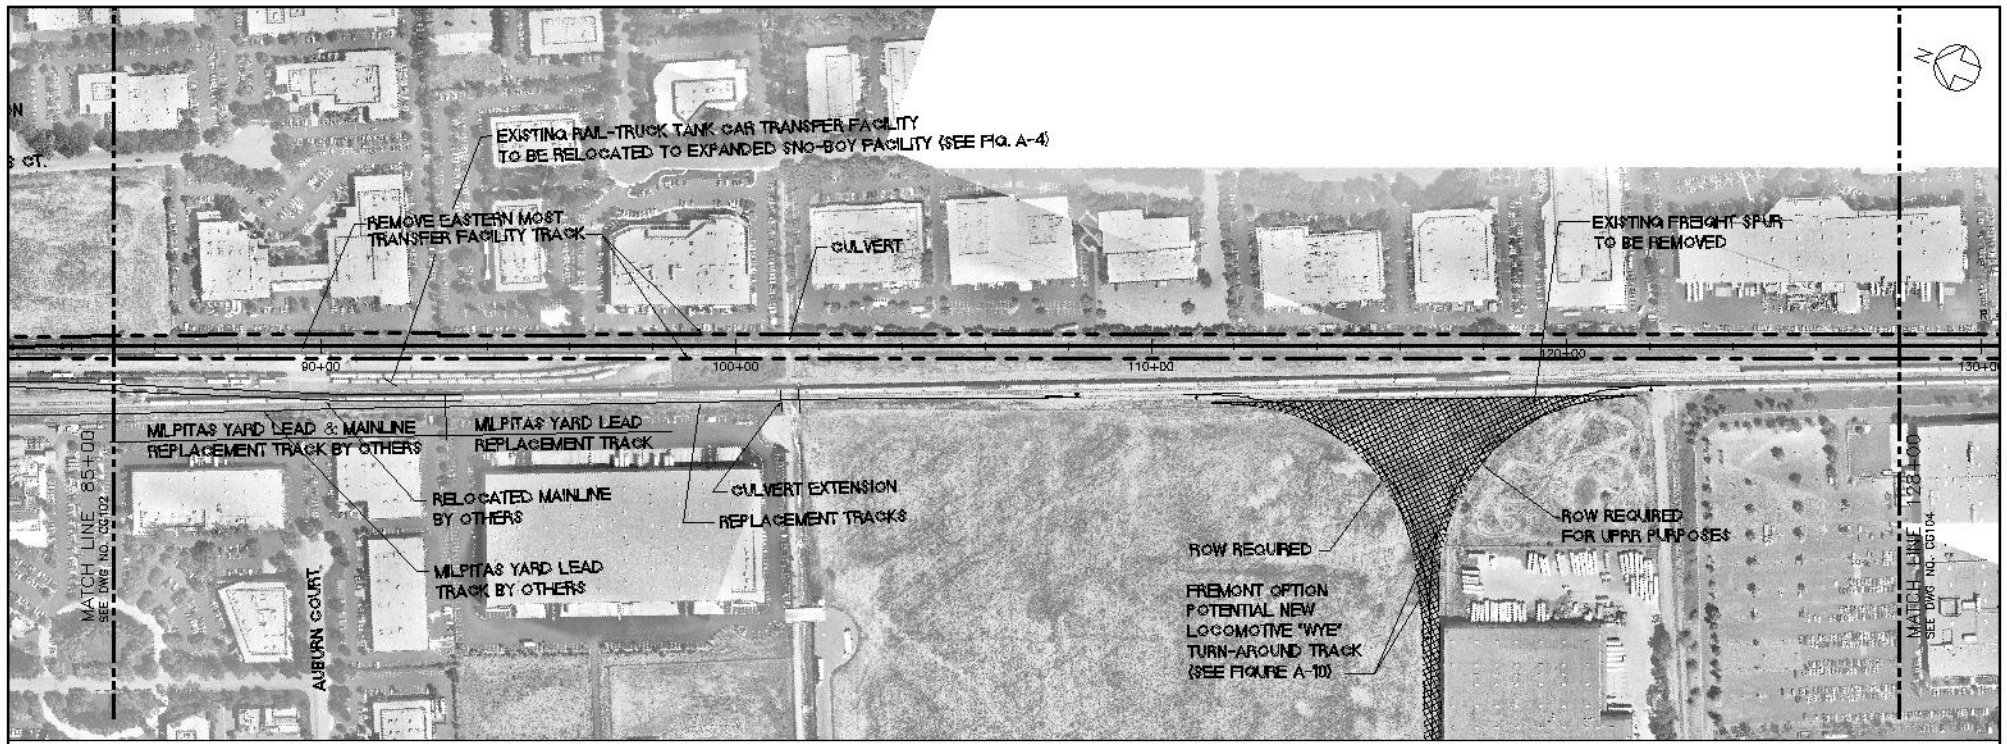 N
ON
S CT.
EXISTING RAIL-TRUCK TANK CAR TRANSFER FACILITY
TO BE RELOCATED TO EXPANDED SNO-BOY FACILITY (SEE FIG. A-4)
REMOVE EASTERN MOST
TRANSFER FACILITY TRACK
CULVERT
EXISTING FREIGHT SPUR
TO BE REMOVED
90+00
100+00
110+00
120+00
130+00
MILPITAS YARD LEAD & MAINLINE
REPLACEMENT TRACK BY OTHERS
MILPITAS YARD LEAD
REPLACEMENT TRACK
RELOCATED MAINLINE
BY OTHERS
CULVERT EXTENSION
REPLACEMENT TRACKS
MILPITAS YARD LEAD
TRACK BY OTHERS
ROW REQUIRED
ROW REQUIRED
FOR UPRR PURPOSES
FREMONT OPTION
POTENTIAL NEW
LOCOMOTIVE "WYE"
TURN-AROUND TRACK
(SEE FIGURE A-10)
AUBURN COURT
MATCH LINE 85+00
SEE DWG NO. CG102
MATCH LINE 128+00
SEE DWG NO. CG104